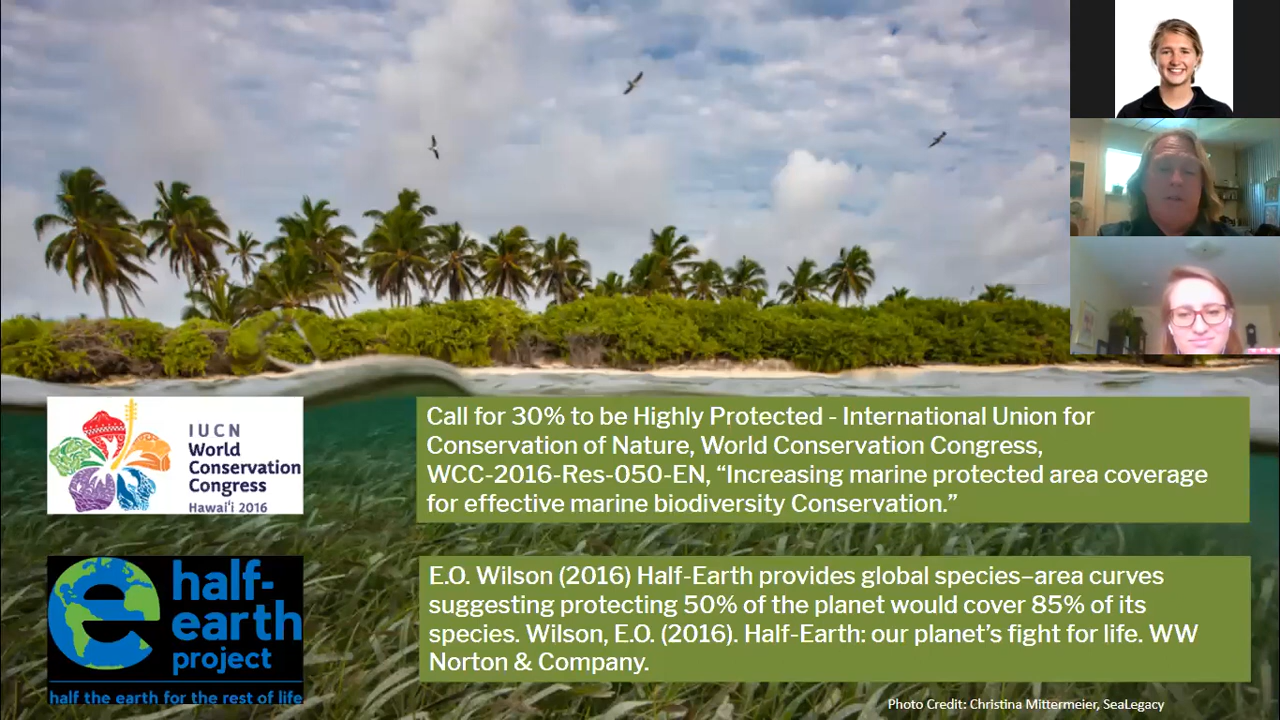 IUCN
World
Conservation
Congress
Hawai'i 2016
Call for 30% to be Highly Protected - International Union for
Conservation of Nature, World Conservation Congress,
WCC-2016-Res-050-EN, “Increasing marine protected area coverage
for effective marine biodiversity Conservation.”
e half-
earth
project
half the earth for the rest of life
E.O. Wilson (2016) Half-Earth provides global species–area curves
suggesting protecting 50% of the planet would cover 85% of its
species. Wilson, E.O. (2016). Half-Earth: our planet’s fight for life. WW
Norton & Company.
Photo Credit: Christina Mittermeier, SeaLegacy